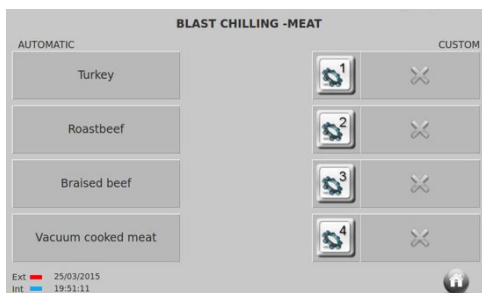 BLAST CHILLING -MEAT
AUTOMATIC CUSTOM
Turkey 1
Roastbeef 2
Braised beef 3
Vacuum cooked meat 4
Ext 25/03/2015
Int 19:51:11